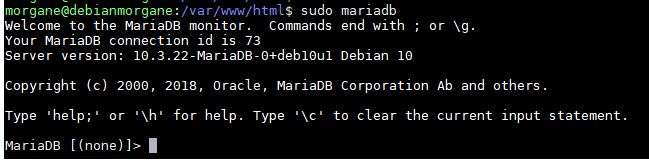 morgane@debianmorgane:/var/www/html$ sudo mariadb
Welcome to the MariaDB monitor.  Commands end with ; or \g.
Your MariaDB connection id is 73
Server version: 10.3.22-MariaDB-0+deb10u1 Debian 10
Copyright (c) 2000, 2018, Oracle, MariaDB Corporation Ab and others.
Type 'help;' or '\h' for help. Type '\c' to clear the current input statement.
MariaDB [(none)]>